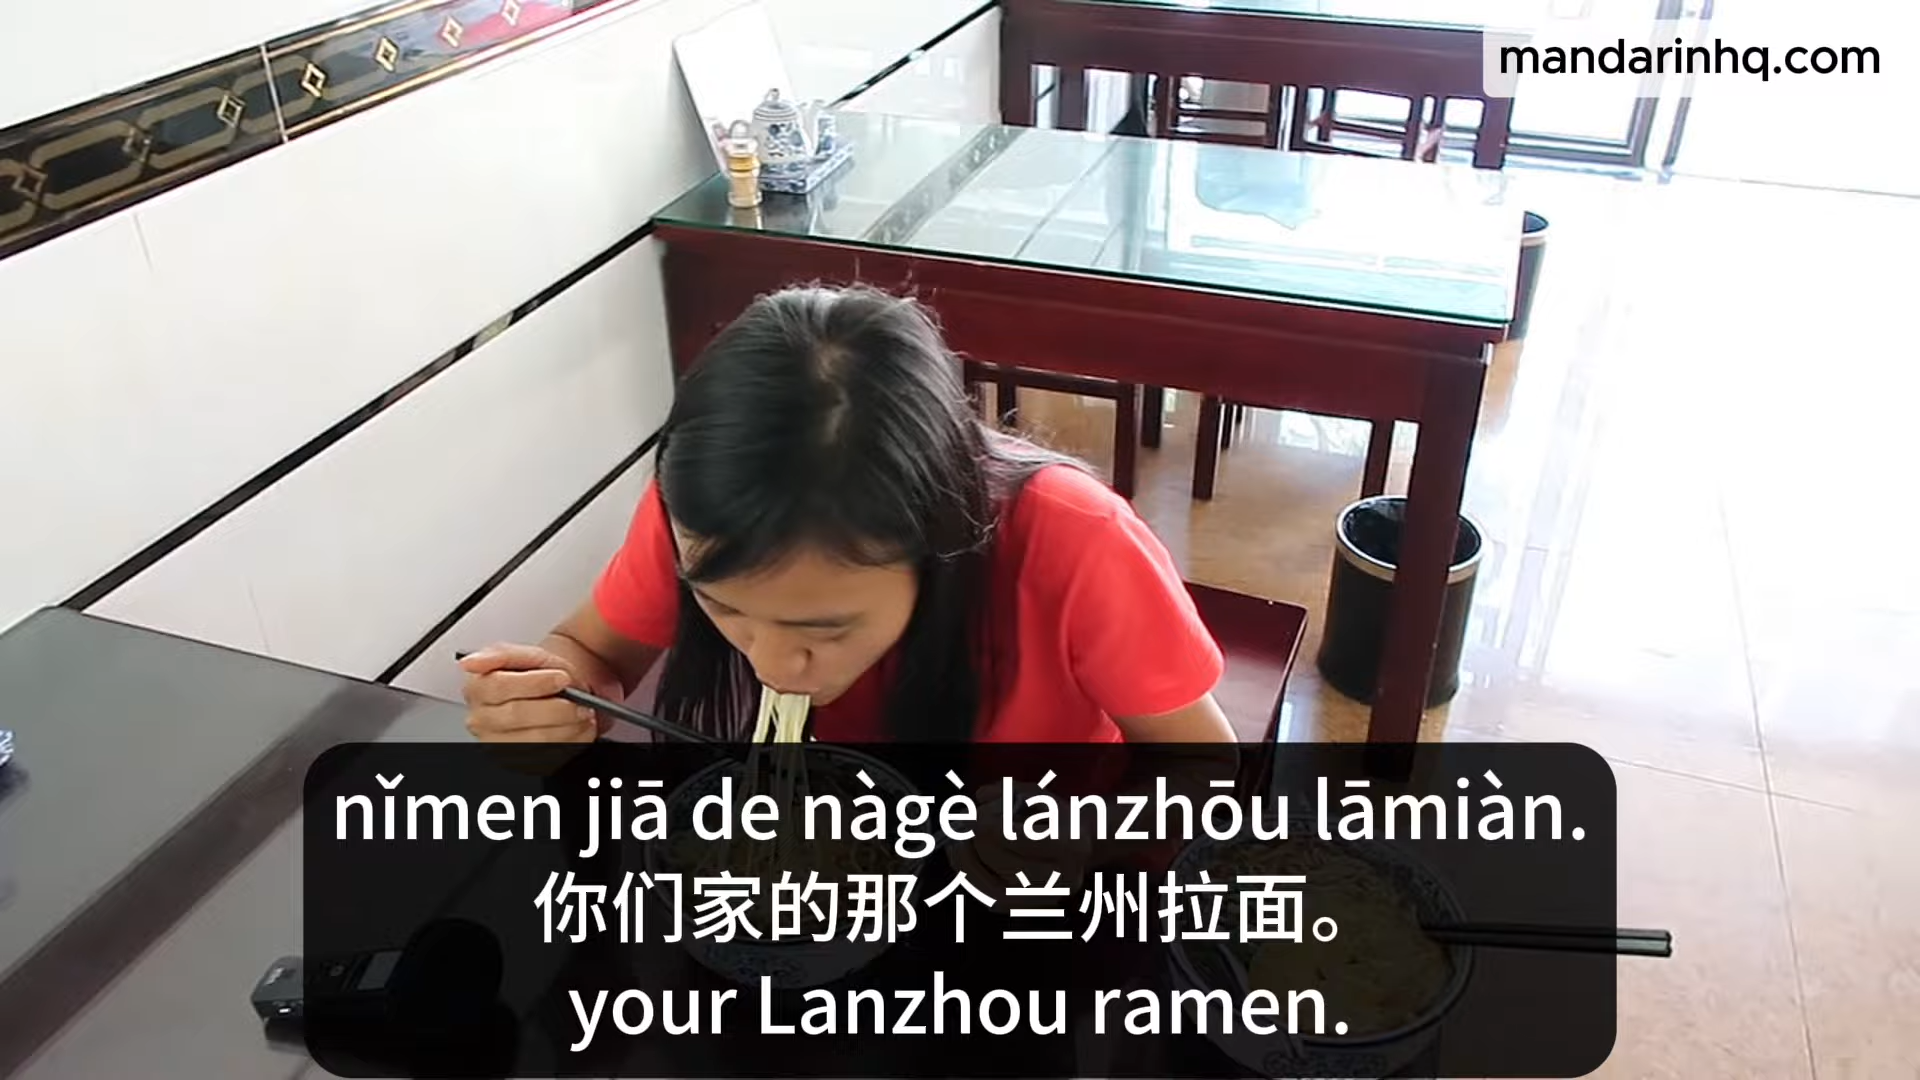 mandarinhq.com
nǐmen jiā de nàgè lánzhōu lāmiàn.
你们家的那个兰州拉面。
your Lanzhou ramen.